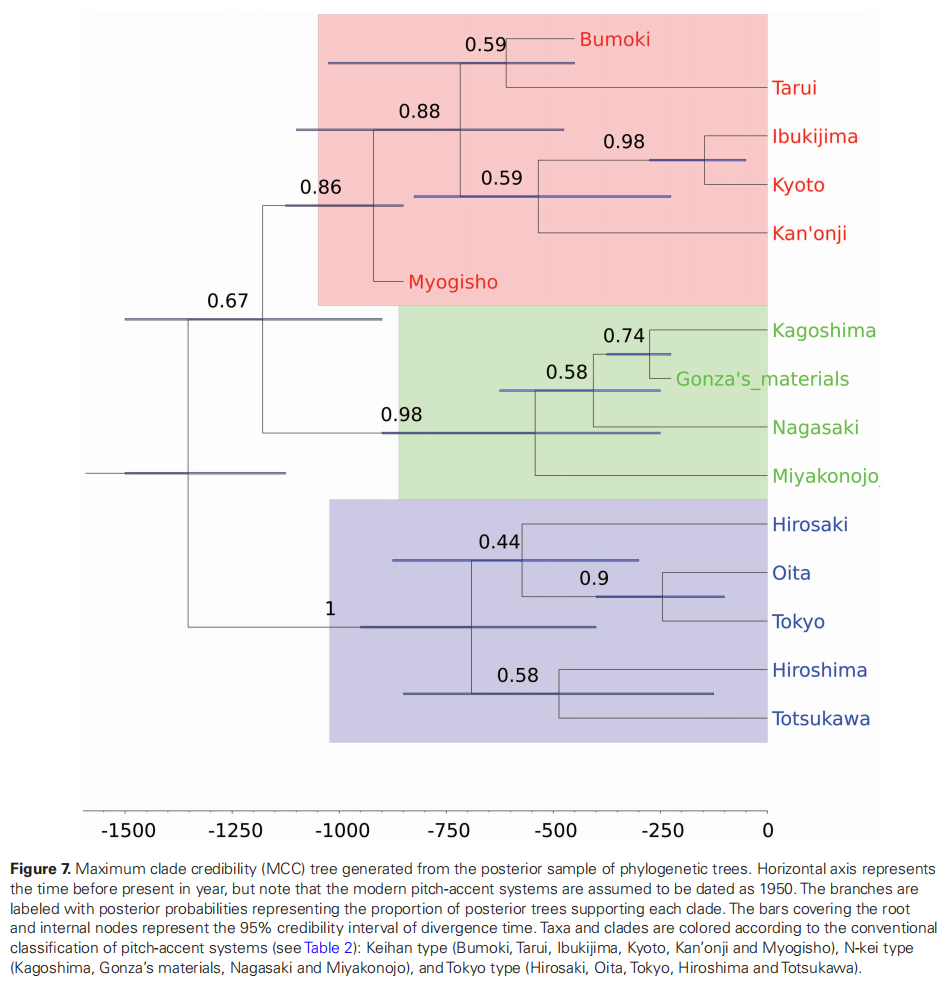 0.59
Bumoki
Tarui
0.88
Ibukijima
0.98
Kyoto
0.59
0.86
Kan'onji
Myogisho
0.67
Kagoshima
0.74
Gonza's_materials
0.58
0.98
Nagasaki
Miyakonojo
Hirosaki
0.44
Oita
0.9
1
Tokyo
Hiroshima
0.58
Totsukawa
-1500 -1250 -1000 -750 -500 -250 0
Figure 7. Maximum clade credibility (MCC) tree generated from the posterior sample of phylogenetic trees. Horizontal axis represents
the time before present in year, but note that the modern pitch-accent systems are assumed to be dated as 1950. The branches are
labeled with posterior probabilities representing the proportion of posterior trees supporting each clade. The bars covering the root
and internal nodes represent the 95% credibility interval of divergence time. Taxa and clades are colored according to the conventional
classification of pitch-accent systems (see Table 2): Keihan type (Bumoki, Tarui, Ibukijima, Kyoto, Kan’onji and Myogisho), N-kei type
(Kagoshima, Gonza’s materials, Nagasaki and Miyakonojo), and Tokyo type (Hirosaki, Oita, Tokyo, Hiroshima and Totsukawa).